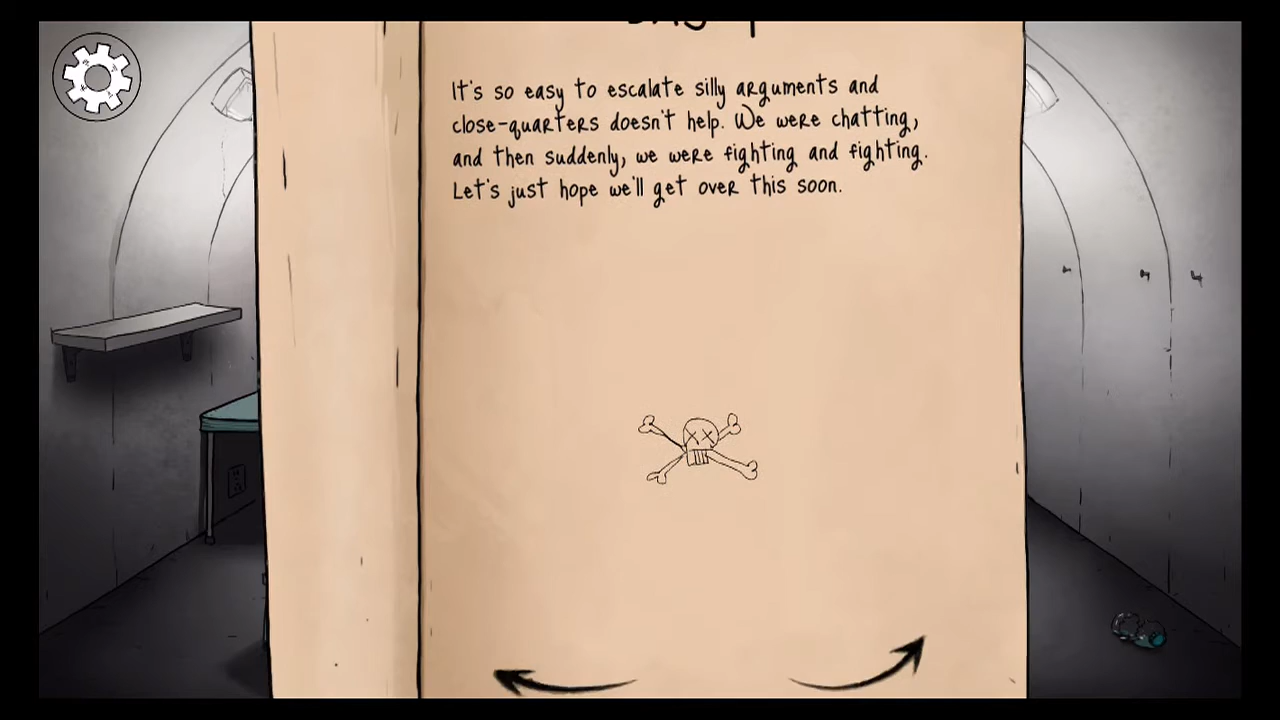 It's so easy to escalate silly arguments and
close-quarters doesn't help. We were chatting,
and then suddenly, we were fighting and fighting.
Let's just hope we'll get over this soon.